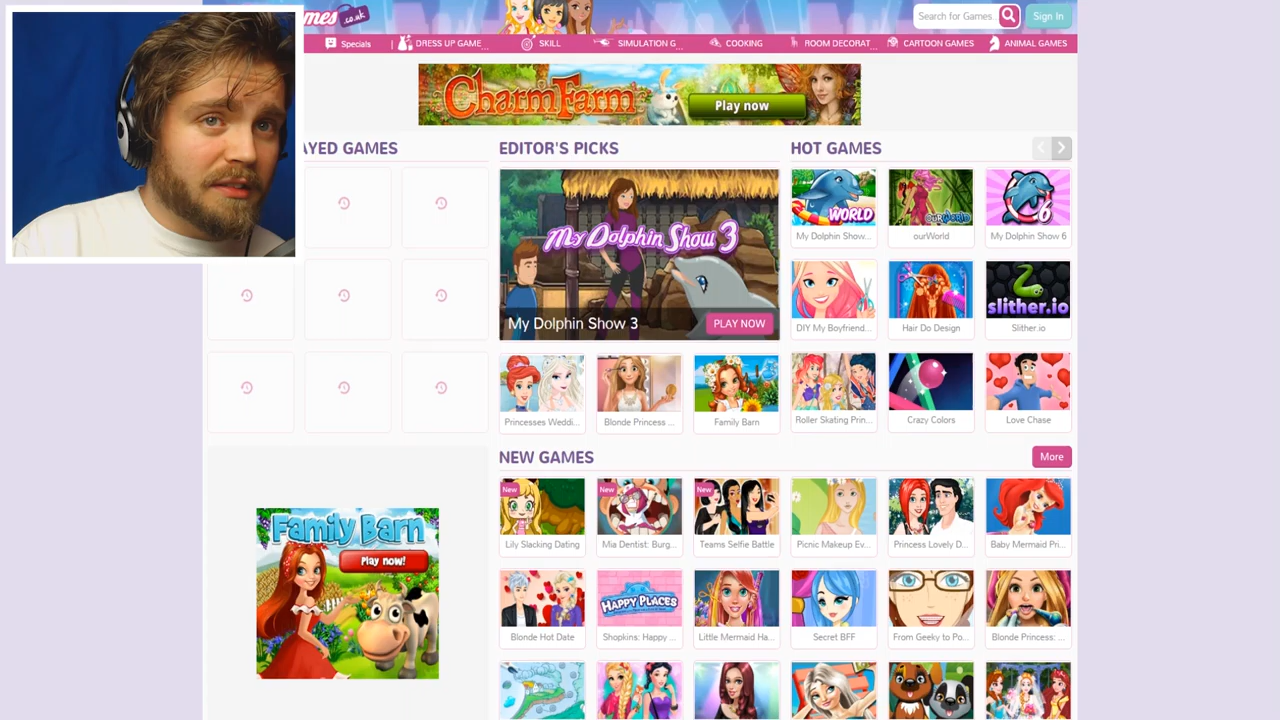 mes.co.uk
Search for Games...
Sign In
Specials
DRESS UP GAME...
SKILL
SIMULATION G...
COOKING
ROOM DECORAT...
CARTOON GAMES
ANIMAL GAMES
CharmFarm
Play now
AYED GAMES
EDITOR'S PICKS
HOT GAMES
My Dolphin Show 3
My Dolphin Show 3
PLAY NOW
WORLD
ourWorld
6
My Dolphin Show...
ourWorld
My Dolphin Show 6
slither.io
DIY My Boyfriend...
Hair Do Design
Slither.io
Princesses Weddi...
Blonde Princess ...
Family Barn
Roller Skating Prin...
Crazy Colors
Love Chase
NEW GAMES
More
New
New
New
Lily Slacking Dating
Mia Dentist: Burg...
Teams Selfie Battle
Picnic Makeup Ev...
Princess Lovely D...
Baby Mermaid Pri...
Family Barn
Play now!
HAPPY PLACES
Blonde Hot Date
Shopkins: Happy ...
Little Mermaid Ha...
Secret BFF
From Geeky to Po...
Blonde Princess: ...